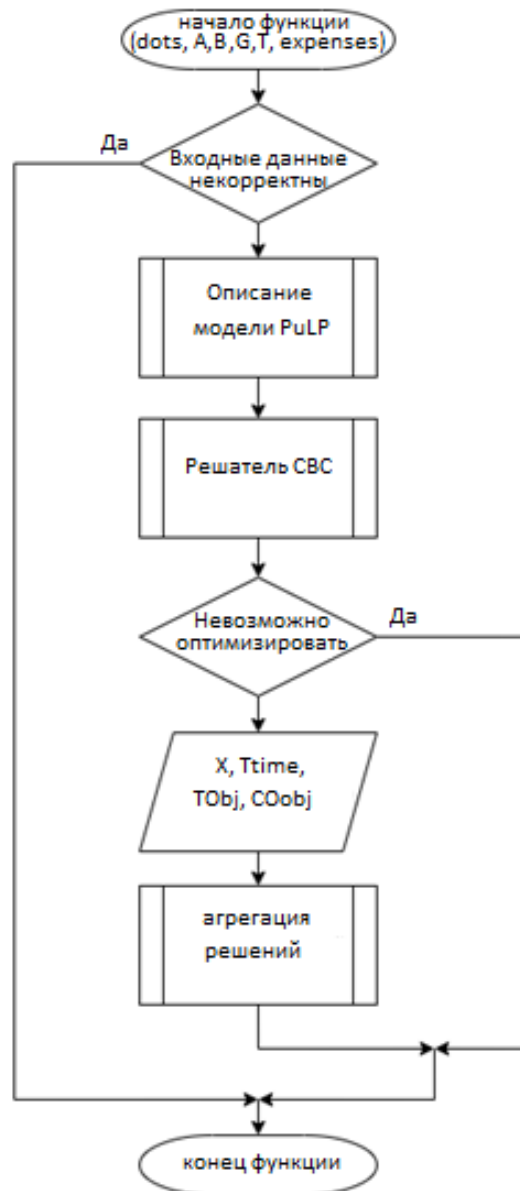 начало функции
(dots, A,B,G,T, expenses)
Да
Входные данные
некорректны
Описание
модели PuLP
Решатель CBC
Невозможно
оптимизировать
Да
X, Ttime,
TObj, COobj
агрегация
решений
конец функции